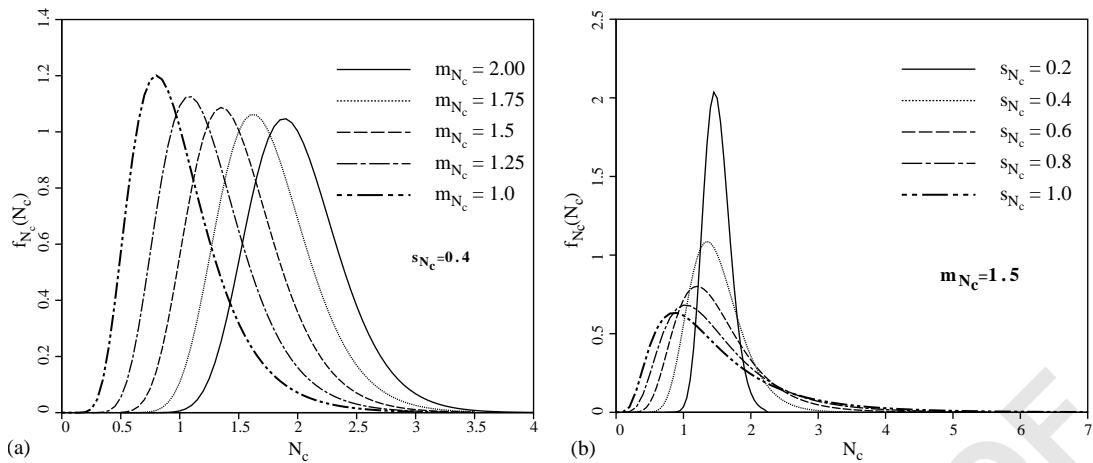 (a)
f_{N_c}(N_c)
1.4
1.2
1
0.8
0.6
0.4
0.2
0
m_{N_c} = 2.00
m_{N_c} = 1.75
m_{N_c} = 1.5
m_{N_c} = 1.25
m_{N_c} = 1.0
s_{N_c}=0.4
0 0.5 1 1.5 2 2.5 3 3.5 4
N_c
(b)
f_{N_c}(N_c)
2.5
2
1.5
1
0.5
0
s_{N_c} = 0.2
s_{N_c} = 0.4
s_{N_c} = 0.6
s_{N_c} = 0.8
s_{N_c} = 1.0
m_{N_c}=1.5
0 1 2 3 4 5 6 7
N_c